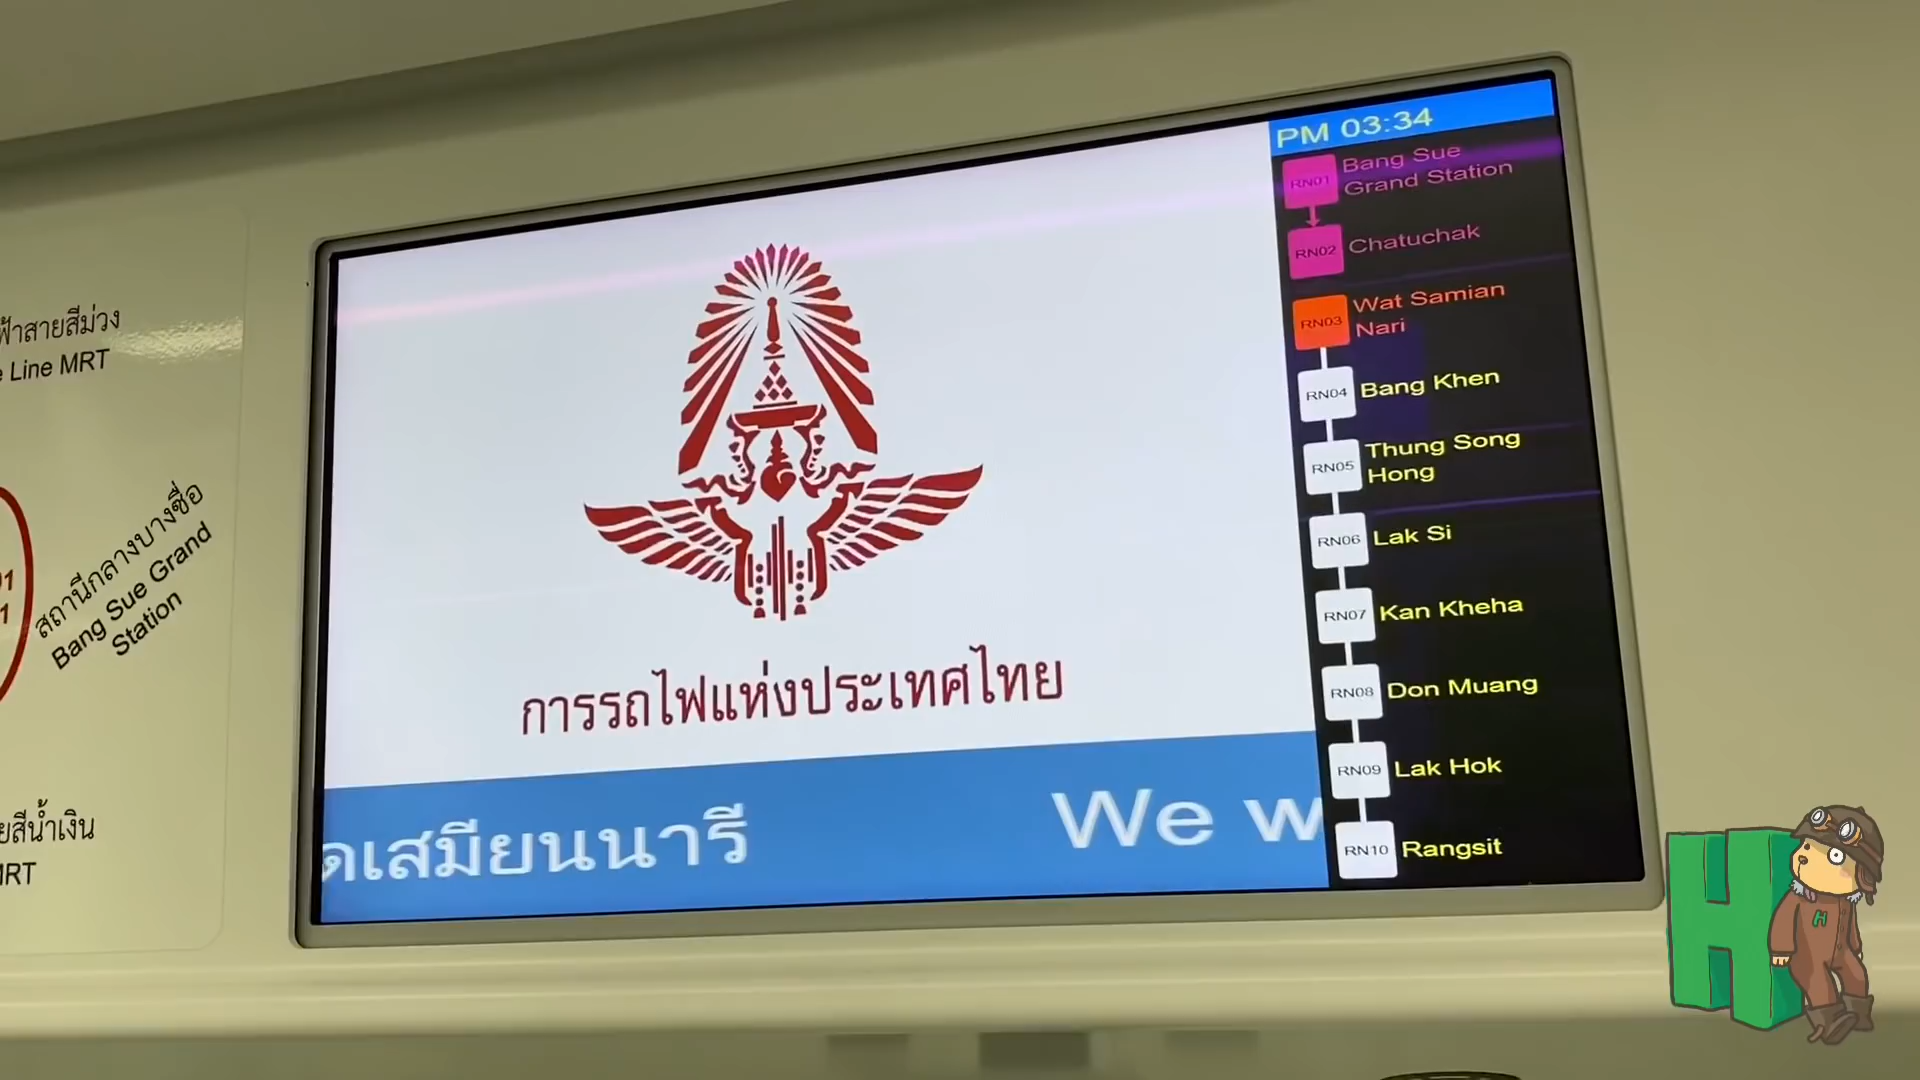 สายสีม่วง
Line MRT
สถานีกลางบางซื่อ
Bang Sue Grand
Station
สีน้ำเงิน
MRT
การรถไฟแห่งประเทศไทย
เสมียนนารี
We w
PM 03:34
RN01 Bang Sue
Grand Station
RN02 Chatuchak
RN03 Wat Samian
Nari
RN04 Bang Khen
RN05 Thung Song
Hong
RN06 Lak Si
RN07 Kan Kheha
RN08 Don Muang
RN09 Lak Hok
RN10 Rangsit
H
H